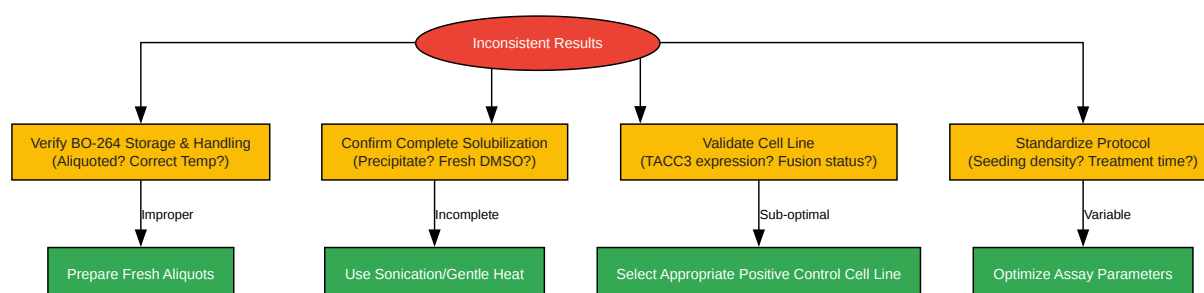 Inconsistent Results
Verify BO-264 Storage & Handling
(Aliquoted? Correct Temp?)
Confirm Complete Solubilization
(Precipitate? Fresh DMSO?)
Validate Cell Line
(TACC3 expression? Fusion status?)
Standardize Protocol
(Seeding density? Treatment time?)
Improper
Incomplete
Sub-optimal
Variable
Prepare Fresh Aliquots
Use Sonication/Gentle Heat
Select Appropriate Positive Control Cell Line
Optimize Assay Parameters